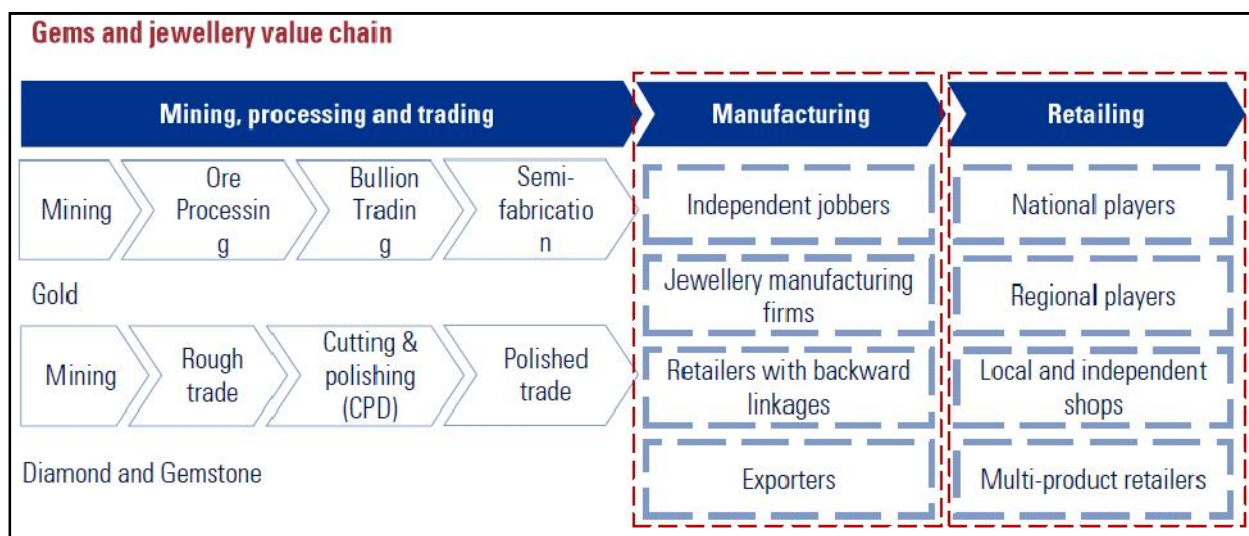 Gems and jewellery value chain
Mining, processing and trading
Manufacturing
Retailing
Mining
Ore
Processin
g
Bullion
Tradin
g
Semi-
fabricatio
n
Gold
Mining
Rough
trade
Cutting &
polishing
(CPD)
Polished
trade
Diamond and Gemstone
Independent jobbers
Jewellery manufacturing
firms
Retailers with backward
linkages
Exporters
National players
Regional players
Local and independent
shops
Multi-product retailers